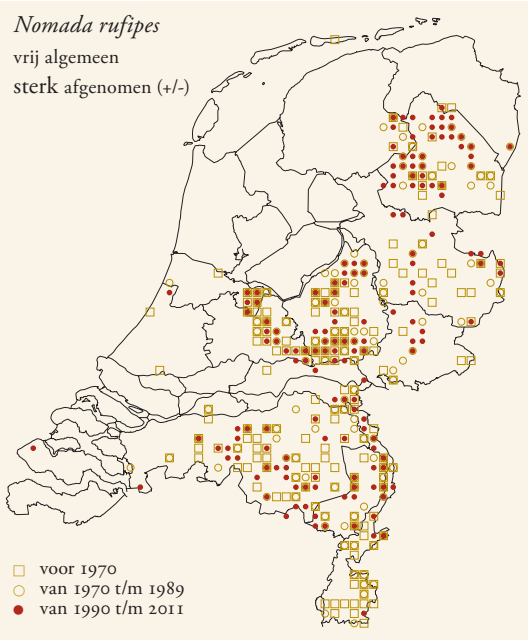 Nomada rufipes
vrij algemeen
sterk afgenomen (+/-)
voor 1970
van 1970 t/m 1989
van 1990 t/m 2011